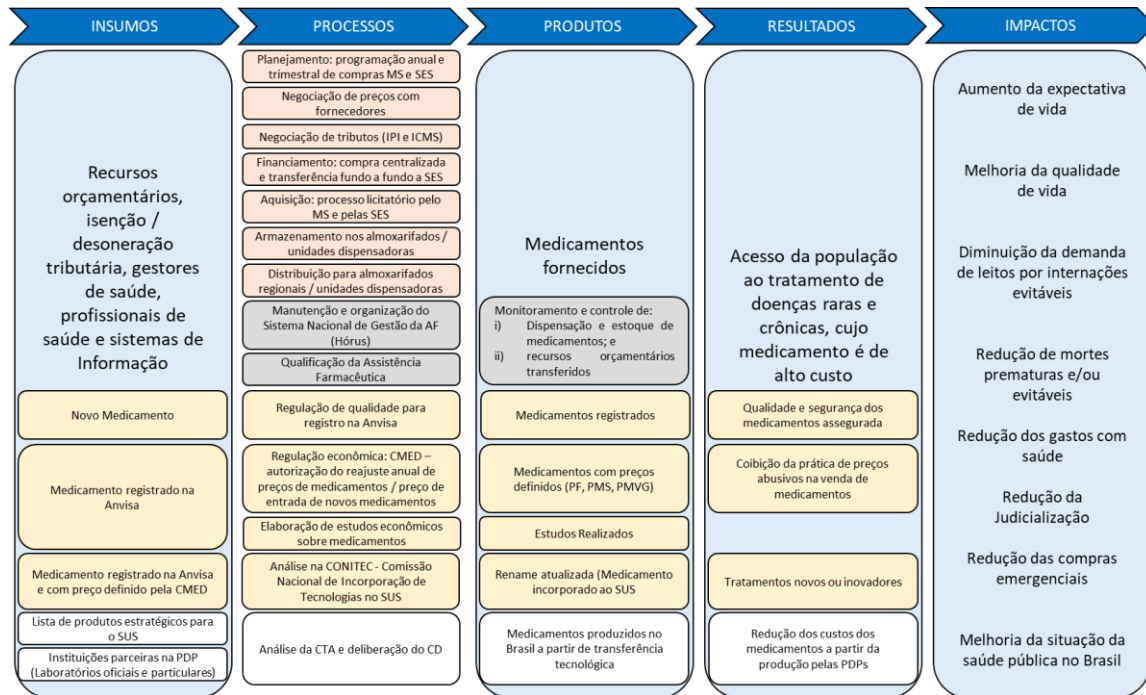 INSUMOS
PROCESSOS
PRODUTOS
RESULTADOS
IMPACTOS
Recursos
orçamentários,
isenção /
desoneração
tributária, gestores
de saúde,
profissionais de
saúde e sistemas de
Informação
Novo Medicamento
Medicamento registrado na
Anvisa
Medicamento registrado na Anvisa
e com preço definido pela CMED
Lista de produtos estratégicos para
o SUS
Instituições parceiras na PDP
(Laboratórios oficiais e particulares)
Planejamento: programação anual e
trimestral de compras MS e SES
Negociação de preços com
fornecedores
Negociação de tributos (IPI e ICMS)
Financiamento: compra centralizada
e transferência fundo a fundo a SES
Aquisição: processo licitatório pelo
MS e pelas SES
Armazenamento nos almoxarifados /
unidades dispensadoras
Distribuição para almoxarifados
regionais / unidades dispensadoras
Manutenção e organização do
Sistema Nacional de Gestão da AF
(Hórus)
Qualificação da Assistência
Farmacêutica
Regulação de qualidade para
registro na Anvisa
Regulação econômica: CMED –
autorização do reajuste anual de
preços de medicamentos / preço de
entrada de novos medicamentos
Elaboração de estudos econômicos
sobre medicamentos
Análise na CONITEC - Comissão
Nacional de Incorporação de
Tecnologias no SUS
Análise da CTA e deliberação do CD
Medicamentos
fornecidos
Monitoramento e controle de:
i) Dispensação e estoque de
medicamentos; e
ii) recursos orçamentários
transferidos
Medicamentos registrados
Medicamentos com preços
definidos (PF, PMS, PMVG)
Estudos Realizados
Rename atualizada (Medicamento
incorporado ao SUS
Medicamentos produzidos no
Brasil a partir de transferência
tecnológica
Acesso da população
ao tratamento de
doenças raras e
crônicas, cujo
medicamento é de
alto custo
Qualidade e segurança dos
medicamentos assegurada
Coibição da prática de preços
abusivos na venda de
medicamentos
Tratamentos novos ou inovadores
Redução dos custos dos
medicamentos a partir da
produção pelas PDPs
Aumento da expectativa
de vida
Melhoria da qualidade
de vida
Diminuição da demanda
de leitos por internações
evitáveis
Redução de mortes
prematuras e/ou
evitáveis
Redução dos gastos com
saúde
Redução da
Judicialização
Redução das compras
emergenciais
Melhoria da situação da
saúde pública no Brasil